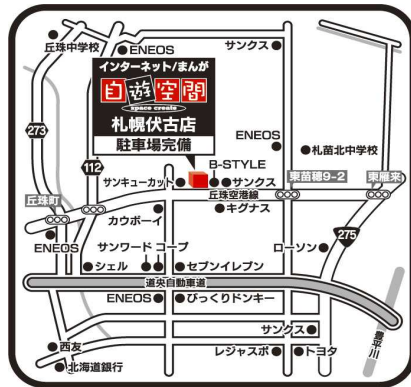 丘珠中学校
ENEOS
サンクス
インターネット/まんが
自遊空間
space create
札幌伏古店
駐車場完備
273
112
ENEOS
札苗北中学校
B-STYLE
サンキューカット
サンクス
東苗穂9-2
東雁来
丘珠町
丘珠空港線
カウボーイ
キグナス
ENEOS
サンワード コープ
ローソン
275
シェル
セブンイレブン
道央自動車道
ENEOS
びっくりドンキー
豊平川
サンクス
西友
レジャスポ
トヨタ
北海道銀行